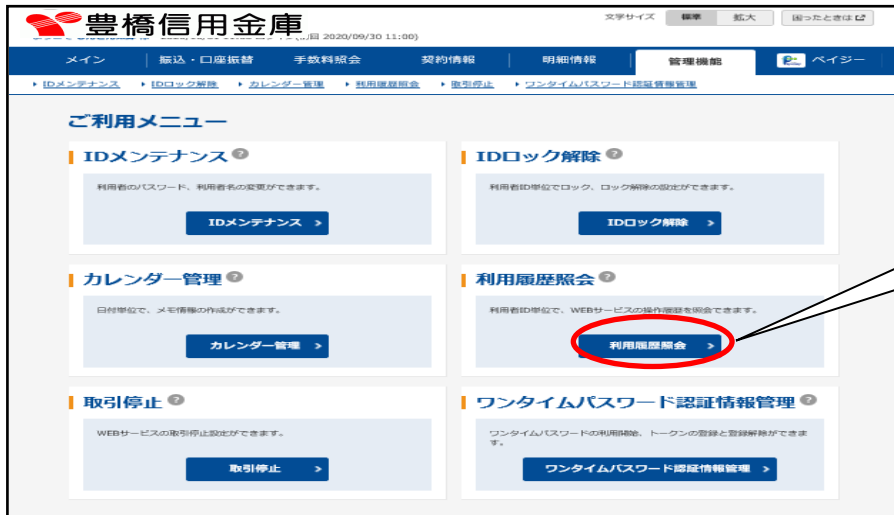 豊橋信用金庫
文字サイズ 標準 拡大 困ったときは
回 2020/09/30 11:00)
メイン 振込・口座振替 手数料照会 契約情報 明細情報 管理機能 ペイジー
IDメンテナンス IDロック解除 カレンダー管理 利用履歴照会 取引停止 ワンタイムパスワード認証情報管理
ご利用メニュー
IDメンテナンス
利用者のパスワード、利用者名の変更ができます。
IDメンテナンス
IDロック解除
利用者ID単位でロック、ロック解除の設定ができます。
IDロック解除
カレンダー管理
日付単位で、メモ情報の作成ができます。
カレンダー管理
利用履歴照会
利用者ID単位で、WEBサービスの操作履歴を照会できます。
利用履歴照会
取引停止
WEBサービスの取引停止設定ができます。
取引停止
ワンタイムパスワード認証情報管理
ワンタイムパスワードの利用開始、トークンの登録と登録解除ができま
す。
ワンタイムパスワード認証情報管理